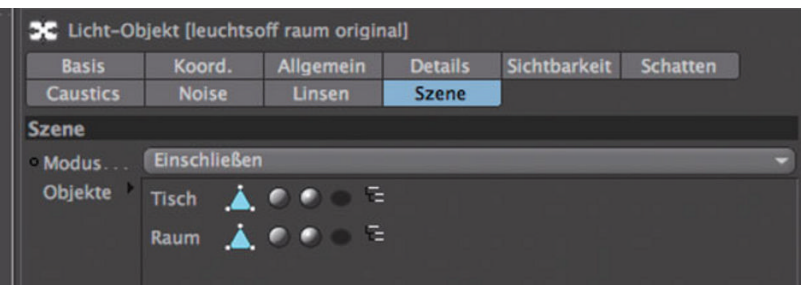 Licht-Objekt [leuchtsoff raum original]
Basis Koord. Allgemein Details Sichtbarkeit Schatten
Caustics Noise Linsen Szene
Szene
Modus... Einschließen
Objekte Tisch
Raum